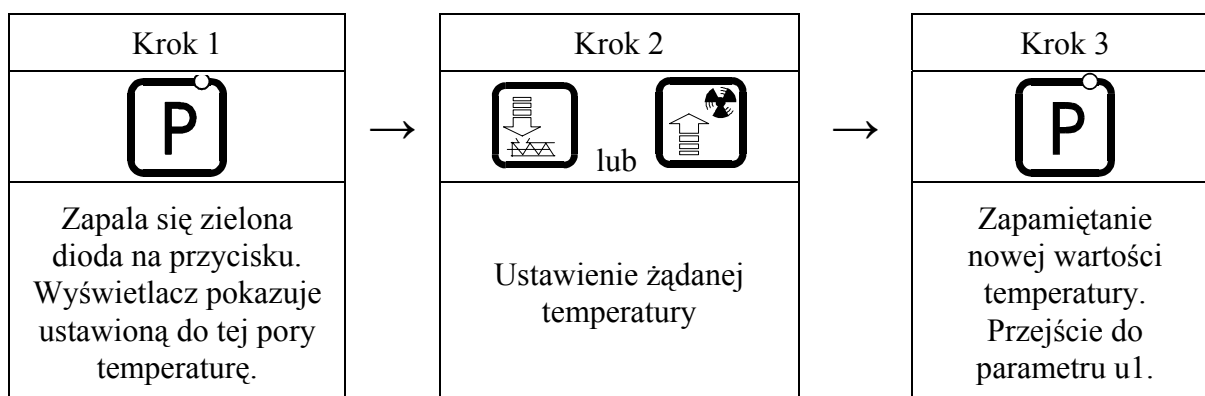 Krok 1
P
Zapala się zielona
dioda na przycisku.
Wyświetlacz pokazuje
ustawioną do tej pory
temperaturę.
→
Krok 2
lub
Ustawienie żądanej
temperatury
→
Krok 3
P
Zapamiętanie
nowej wartości
temperatury.
Przejście do
parametru u1.